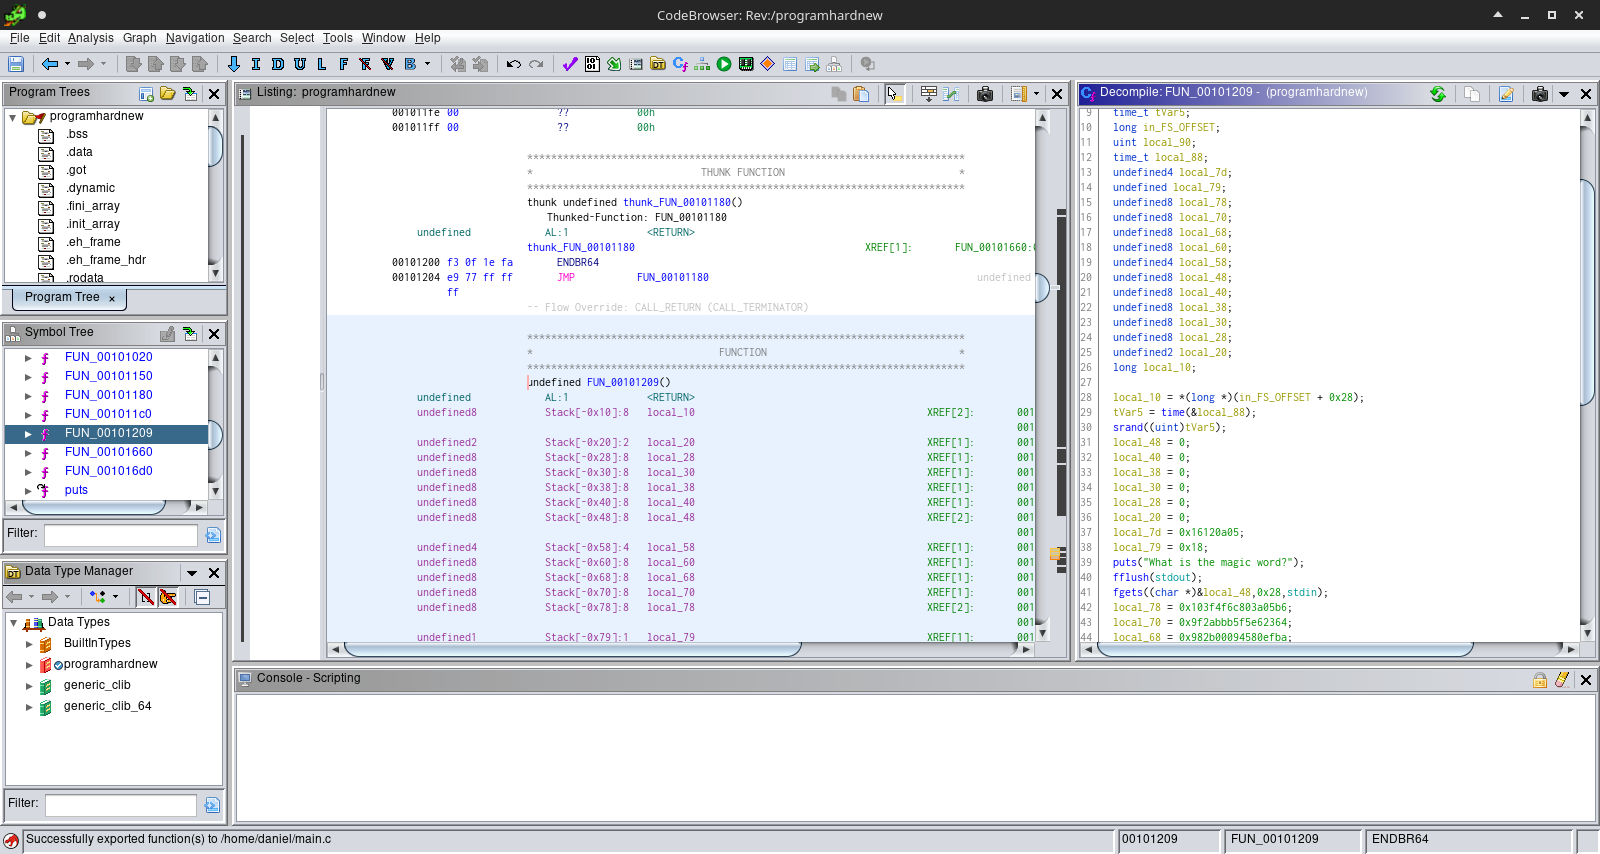 CodeBrowser: Rev:/programhardnew
File Edit Analysis Graph Navigation Search Select Tools Window Help
I D U L F B
Program Trees
programhardnew
.bss
.data
.got
.dynamic
.fini_array
.init_array
.eh_frame
.eh_frame_hdr
.rodata
Program Tree
Symbol Tree
FUN_00101020
FUN_00101150
FUN_00101180
FUN_001011c0
FUN_00101209
FUN_00101660
FUN_001016d0
puts
Filter:
Data Type Manager
Data Types
BuiltInTypes
programhardnew
generic_clib
generic_clib_64
Filter:
Listing: programhardnew
001011fe 00 ?? 00h
001011ff 00 ?? 00h
*************************************************************************
* THUNK FUNCTION *
*************************************************************************
thunk undefined thunk_FUN_00101180()
Thunked-Function: FUN_00101180
undefined AL:1 <RETURN>
thunk_FUN_00101180 XREF[1]: FUN_00101660:
00101200 f3 0f 1e fa ENDBR64
00101204 e9 77 ff ff JMP FUN_00101180 undefined
ff
-- Flow Override: CALL_RETURN (CALL_TERMINATOR)
*************************************************************************
* FUNCTION *
*************************************************************************
undefined FUN_00101209()
undefined AL:1 <RETURN>
undefined8 Stack[-0x10]:8 local_10 XREF[2]: 001
001
undefined2 Stack[-0x20]:2 local_20 XREF[1]: 001
undefined8 Stack[-0x28]:8 local_28 XREF[1]: 001
undefined8 Stack[-0x30]:8 local_30 XREF[1]: 001
undefined8 Stack[-0x38]:8 local_38 XREF[1]: 001
undefined8 Stack[-0x40]:8 local_40 XREF[1]: 001
undefined8 Stack[-0x48]:8 local_48 XREF[2]: 001
001
undefined4 Stack[-0x58]:4 local_58 XREF[1]: 001
undefined8 Stack[-0x60]:8 local_60 XREF[1]: 001
undefined8 Stack[-0x68]:8 local_68 XREF[1]: 001
undefined8 Stack[-0x70]:8 local_70 XREF[1]: 001
undefined8 Stack[-0x78]:8 local_78 XREF[2]: 001
001
undefined1 Stack[-0x79]:1 local_79 XREF[1]: 001
Decompile: FUN_00101209 - (programhardnew)
9 time_t tVar5;
10 long in_FS_OFFSET;
11 uint local_90;
12 time_t local_88;
13 undefined4 local_7d;
14 undefined local_79;
15 undefined8 local_78;
16 undefined8 local_70;
17 undefined8 local_68;
18 undefined8 local_60;
19 undefined4 local_58;
20 undefined8 local_48;
21 undefined8 local_40;
22 undefined8 local_38;
23 undefined8 local_30;
24 undefined8 local_28;
25 undefined2 local_20;
26 long local_10;
27
28 local_10 = *(long *)(in_FS_OFFSET + 0x28);
29 tVar5 = time(&local_88);
30 srand((uint)tVar5);
31 local_48 = 0;
32 local_40 = 0;
33 local_38 = 0;
34 local_30 = 0;
35 local_28 = 0;
36 local_20 = 0;
37 local_7d = 0x16120a05;
38 local_79 = 0x18;
39 puts("What is the magic word?");
40 fflush(stdout);
41 fgets((char *)&local_48,0x28,stdin);
42 local_78 = 0x103f4f6c803a05b6;
43 local_70 = 0x9f2abbb5f5e62364;
44 local_68 = 0x982b00094580efba;
Console - Scripting
Successfully exported function(s) to /home/daniel/main.c
00101209
FUN_00101209
ENDBR64